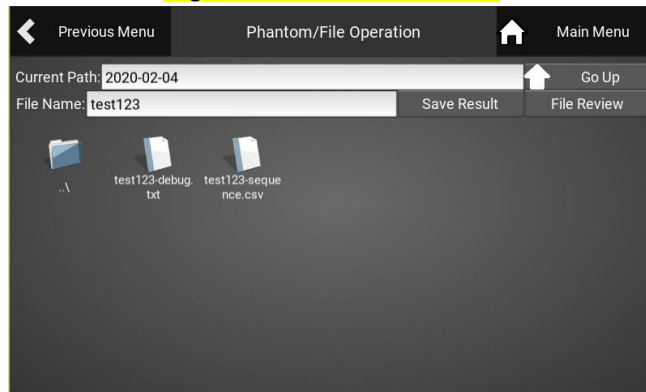 Previous Menu Phantom/File Operation Main Menu
Current Path: 2020-02-04 Go Up
File Name: test123 Save Result File Review
..\
test123-debug.
txt
test123-seque
nce.csv